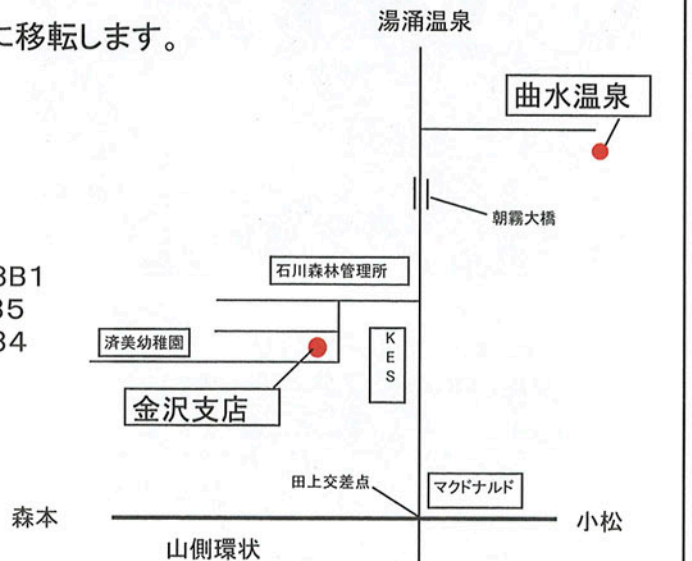 に移転します。
湯涌温泉
曲水温泉
朝霧大橋
石川森林管理所
3B1
35
34
済美幼稚園
KES
金沢支店
田上交差点
マクドナルド
森本
小松
山側環状